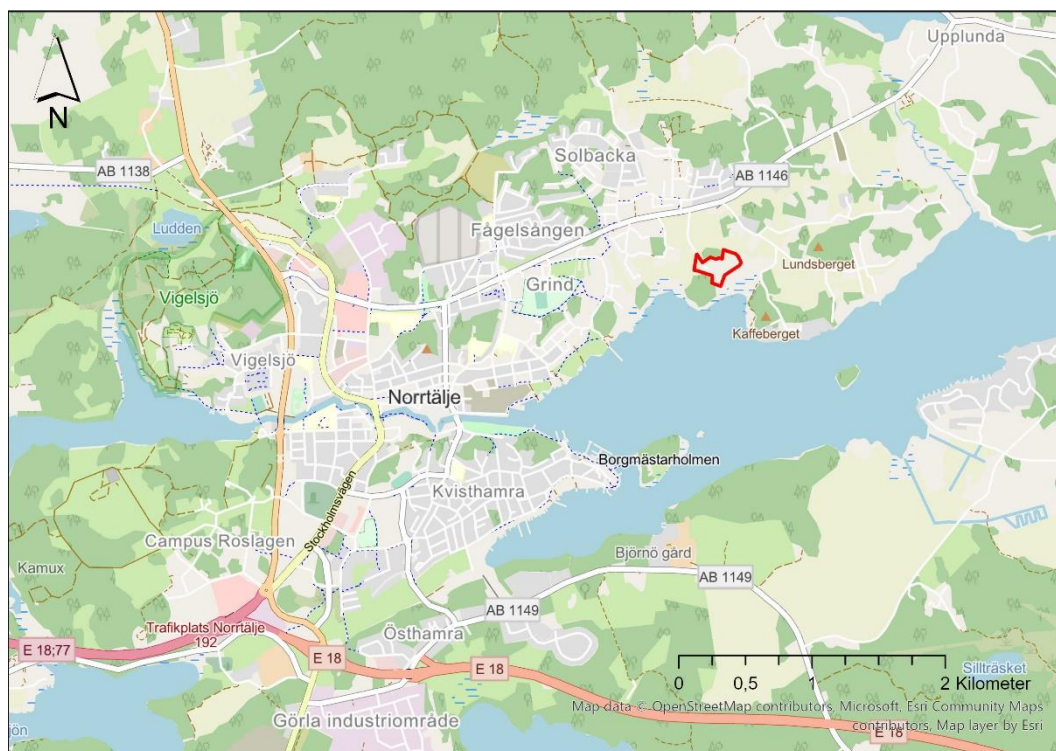 Upplunda
N
Solbacka
AB 1138
AB 1146
Ludden
Fågelsången
Lundsberget
Vigelsjö
Grind
Kaffeberget
Vigelsjö
Norrtälje
Borgmästarholmen
Kvisthamra
Stockholmsvägen
Campus Roslagen
Björnö gård
Kamux
AB 1149
AB 1149
Trafikplats Norrtälje
192
Östhamra
E 18;77
E 18
E 18
Sillträsket
0 0,5 1 2 Kilometer
Görla industriområde
Map data © OpenStreetMap contributors, Microsoft, Esri Community Maps
contributors, Map layer by Esri
E 18